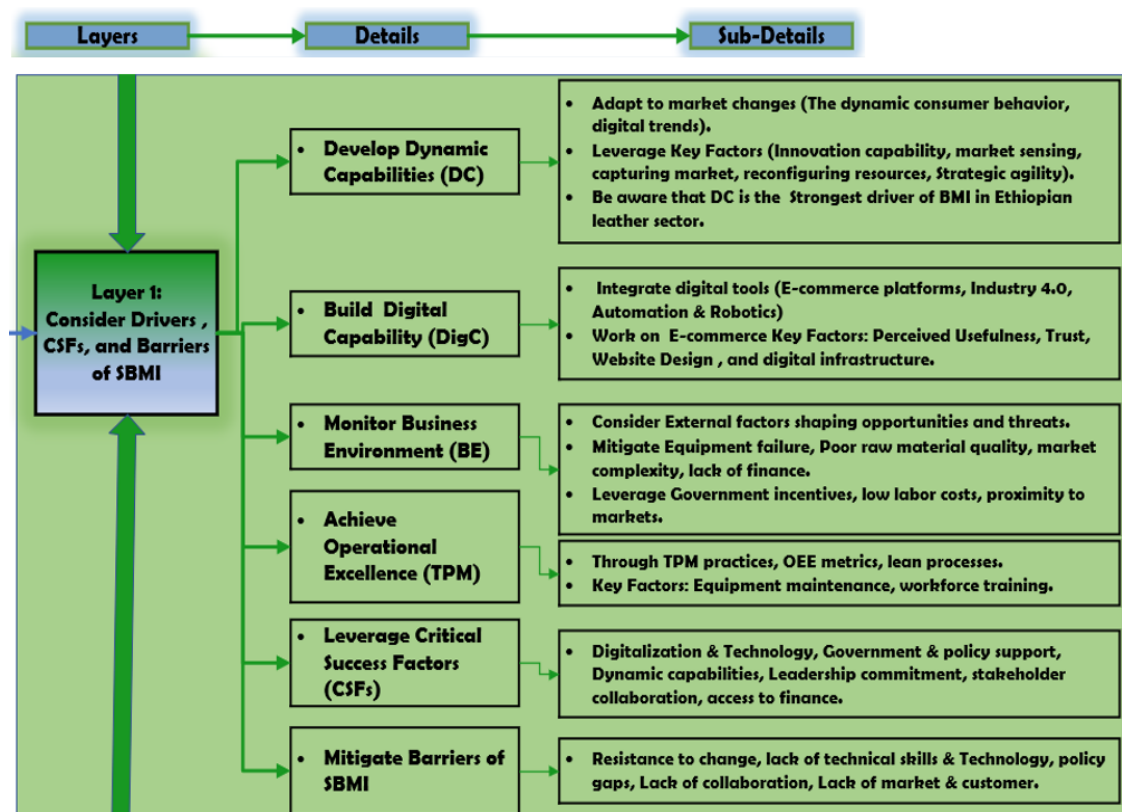 Layers
Details
Sub-Details
Layer 1:
Consider Drivers ,
CSFs, and Barriers
of SBMI
• Develop Dynamic
Capabilities (DC)
• Adapt to market changes (The dynamic consumer behavior,
digital trends).
• Leverage Key Factors (Innovation capability, market sensing,
capturing market, reconfiguring resources, Strategic agility).
• Be aware that DC is the Strongest driver of BMI in Ethiopian
leather sector.
• Build Digital
Capability (DigC)
• Integrate digital tools (E-commerce platforms, Industry 4.0,
Automation & Robotics)
• Work on E-commerce Key Factors: Perceived Usefulness, Trust,
Website Design , and digital infrastructure.
• Monitor Business
Environment (BE)
• Consider External factors shaping opportunities and threats.
• Mitigate Equipment failure, Poor raw material quality, market
complexity, lack of finance.
• Leverage Government incentives, low labor costs, proximity to
markets.
• Achieve
Operational
Excellence (TPM)
• Through TPM practices, OEE metrics, lean processes.
• Key Factors: Equipment maintenance, workforce training.
• Leverage Critical
Success Factors
(CSFs)
• Digitalization & Technology, Government & policy support,
Dynamic capabilities, Leadership commitment, stakeholder
collaboration, access to finance.
• Mitigate Barriers of
SBMI
• Resistance to change, lack of technical skills & Technology, policy
gaps, Lack of collaboration, Lack of market & customer.